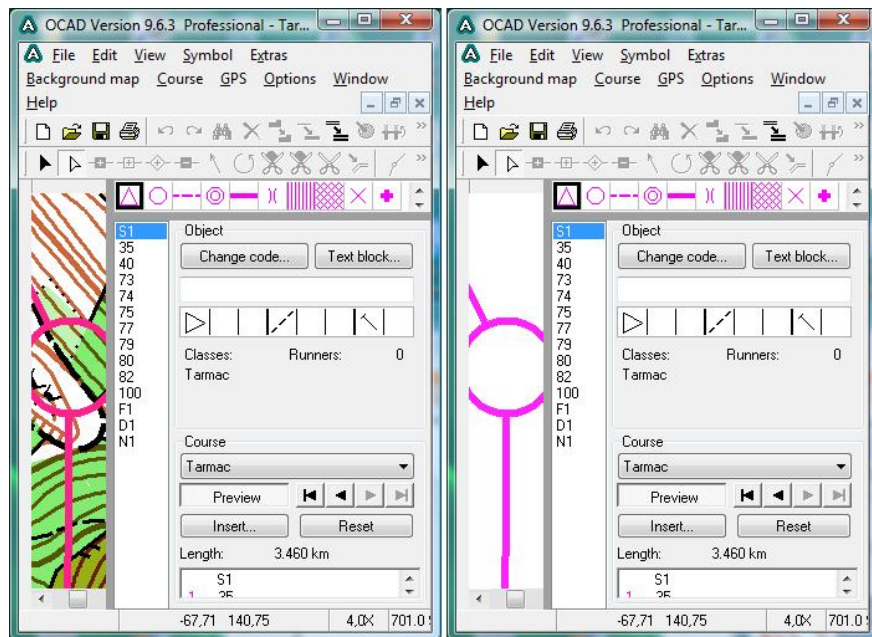 OCAD Version 9.6.3 Professional - Tar...
File Edit View Symbol Extras
Background map Course GPS Options Window
Help
S1
35
40
73
74
75
77
79
80
82
100
F1
D1
N1
Object
Change code... Text block...
Classes: Runners: 0
Tarmac
Course
Tarmac
Preview
Insert... Reset
Length: 3.460 km
S1
1 35
-67,71 140,75 4,0X 701.0
OCAD Version 9.6.3 Professional - Tar...
File Edit View Symbol Extras
Background map Course GPS Options Window
Help
S1
35
40
73
74
75
77
79
80
82
100
F1
D1
N1
Object
Change code... Text block...
Classes: Runners: 0
Tarmac
Course
Tarmac
Preview
Insert... Reset
Length: 3.460 km
S1
1 35
-67,71 140,75 4,0X 701.0